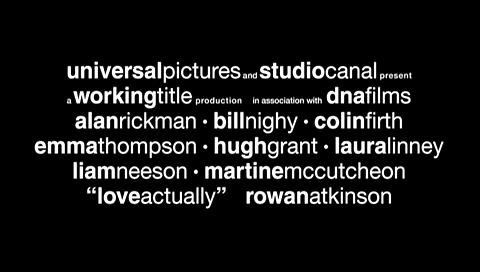 universalpictures and studiocanal present
a workingtitle production in association with dnafilms
alanrickman • billnighy • colinfirth
emmathompson • hughgrant • lauralinney
liamneeson • martinemccutcheon
“loveactually” rowanatkinson